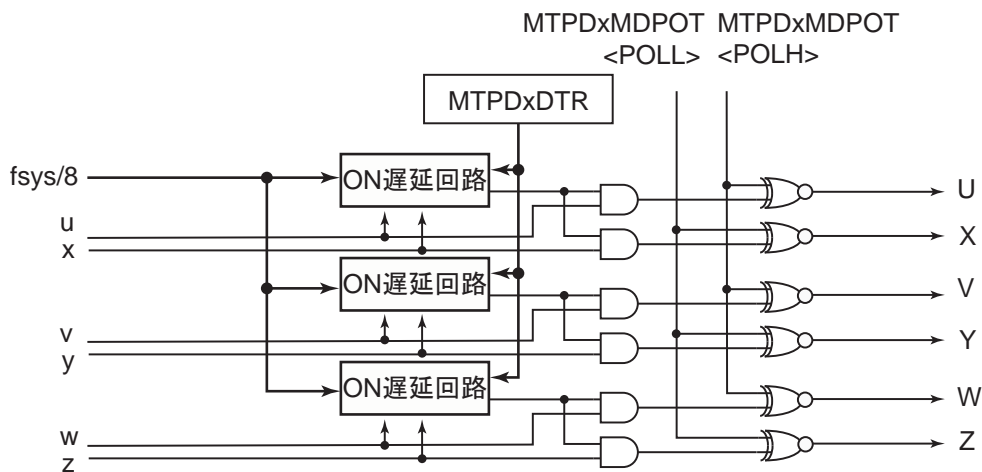 MTPDxMDPOT
<POLL>
MTPDxMDPOT
<POLH>
MTPDxDTR
fsys/8
ON遅延回路
u
x
U
X
ON遅延回路
v
y
V
Y
ON遅延回路
w
z
W
Z